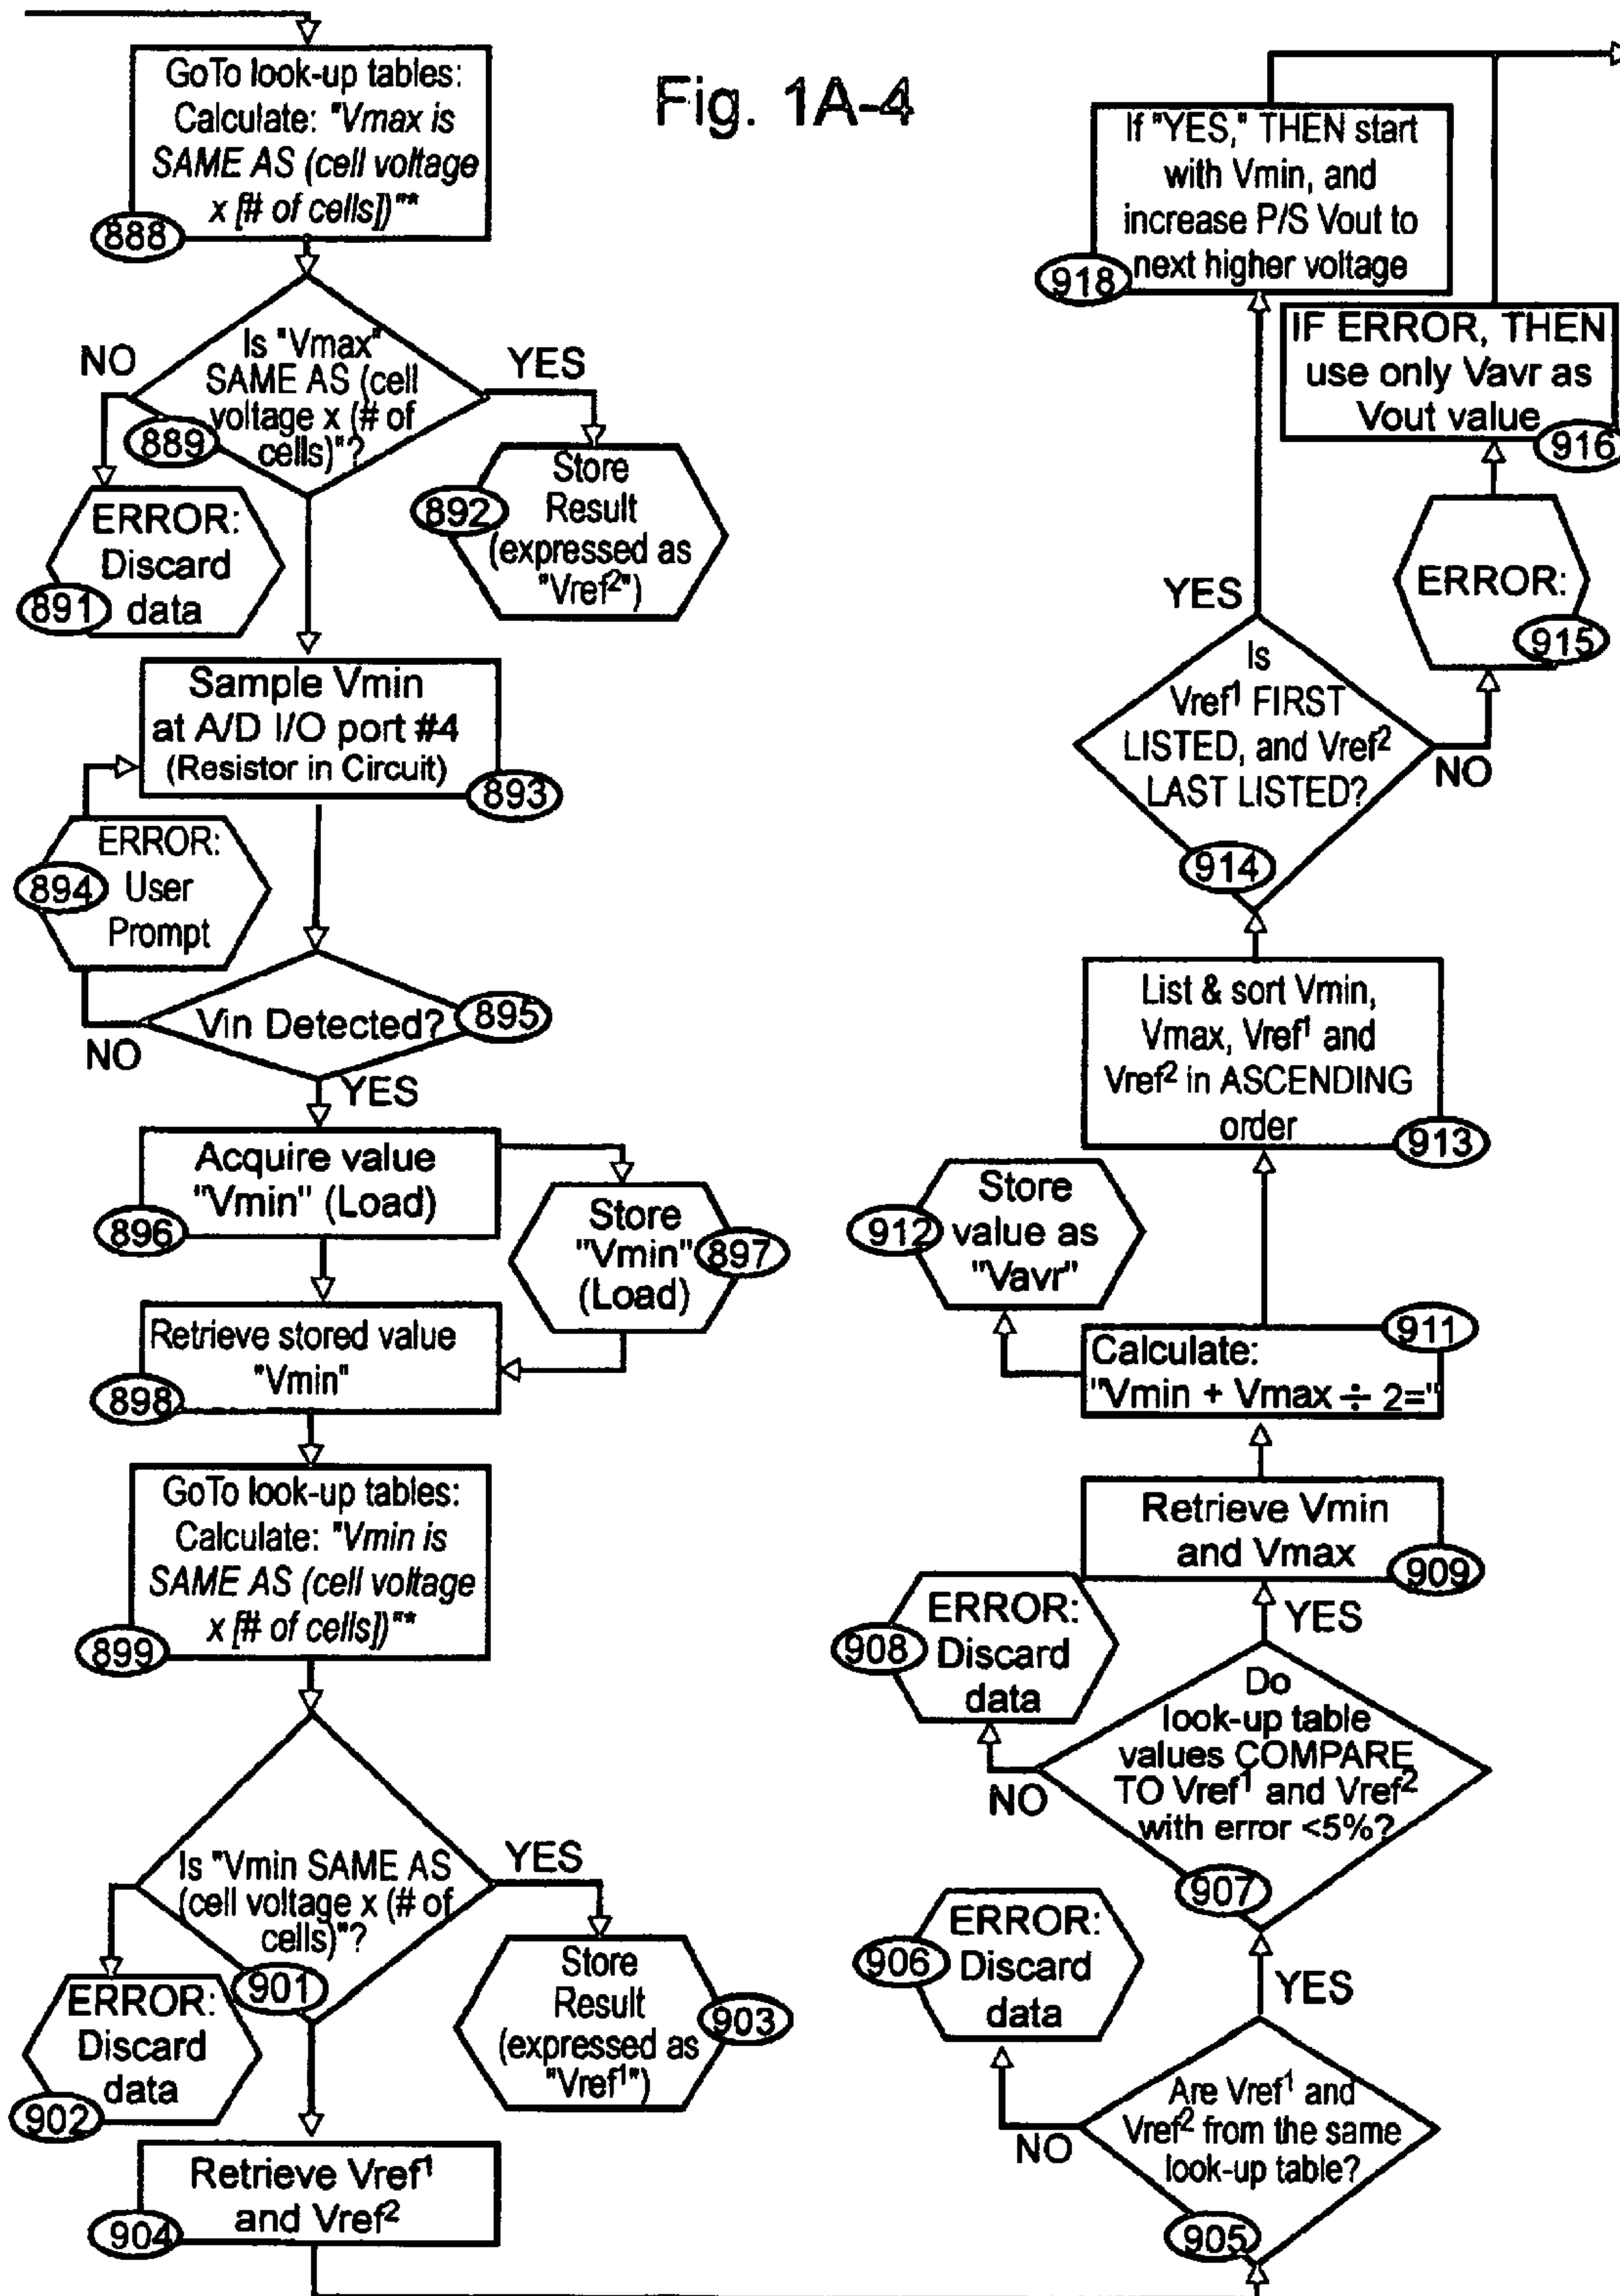 Fig. 1A-4
GoTo look-up tables:
Calculate: "Vmax is
SAME AS (cell voltage
x [# of cells])"*
888
Is "Vmax"
SAME AS (cell
voltage x (# of
cells)"?
889
NO
YES
ERROR:
Discard
data
891
Store
Result
(expressed as
"Vref²")
892
Sample Vmin
at A/D I/O port #4
(Resistor in Circuit)
893
ERROR:
User
Prompt
894
Vin Detected?
895
NO
YES
Acquire value
"Vmin" (Load)
896
Store
"Vmin"
(Load)
897
Retrieve stored value
"Vmin"
898
GoTo look-up tables:
Calculate: "Vmin is
SAME AS (cell voltage
x [# of cells])"*
899
Is "Vmin SAME AS
(cell voltage x (# of
cells)"?
901
YES
ERROR:
Discard
data
902
Store
Result
(expressed as
"Vref¹")
903
Retrieve Vref¹
and Vref²
904
If "YES," THEN start
with Vmin, and
increase P/S Vout to
next higher voltage
918
IF ERROR, THEN
use only Vavr as
Vout value
916
ERROR:
915
YES
Is
Vref¹ FIRST
LISTED, and Vref²
LAST LISTED?
914
NO
List & sort Vmin,
Vmax, Vref¹ and
Vref² in ASCENDING
order
913
Store
value as
"Vavr"
912
911
Calculate:
"Vmin + Vmax ÷ 2="
Retrieve Vmin
and Vmax
909
ERROR:
Discard
data
908
YES
Do
look-up table
values COMPARE
TO Vref¹ and Vref²
with error <5%?
907
NO
ERROR:
Discard
data
906
YES
Are Vref¹ and
Vref² from the same
look-up table?
905
NO